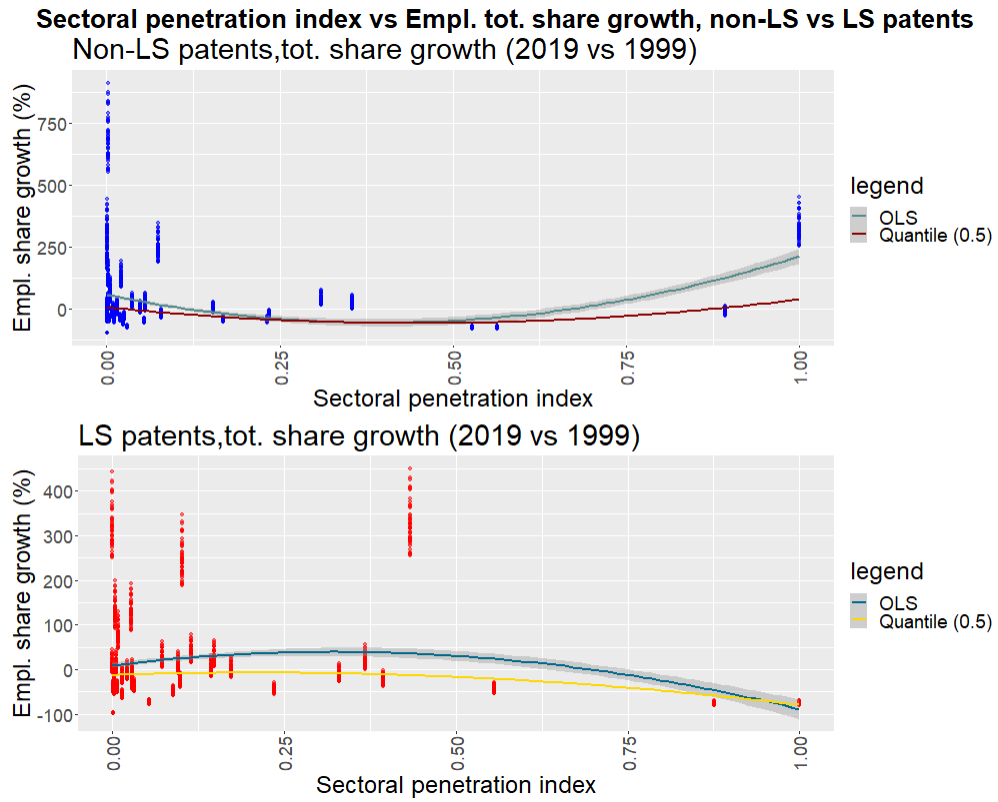 Sectoral penetration index vs Empl. tot. share growth, non-LS vs LS patents
Non-LS patents,tot. share growth (2019 vs 1999)
Empl. share growth (%)
750
500
250
0
0.00
0.25
0.50
0.75
1.00
Sectoral penetration index
legend
OLS
Quantile (0.5)
LS patents,tot. share growth (2019 vs 1999)
Empl. share growth (%)
400
300
200
100
0
-100
0.00
0.25
0.50
0.75
1.00
Sectoral penetration index
legend
OLS
Quantile (0.5)